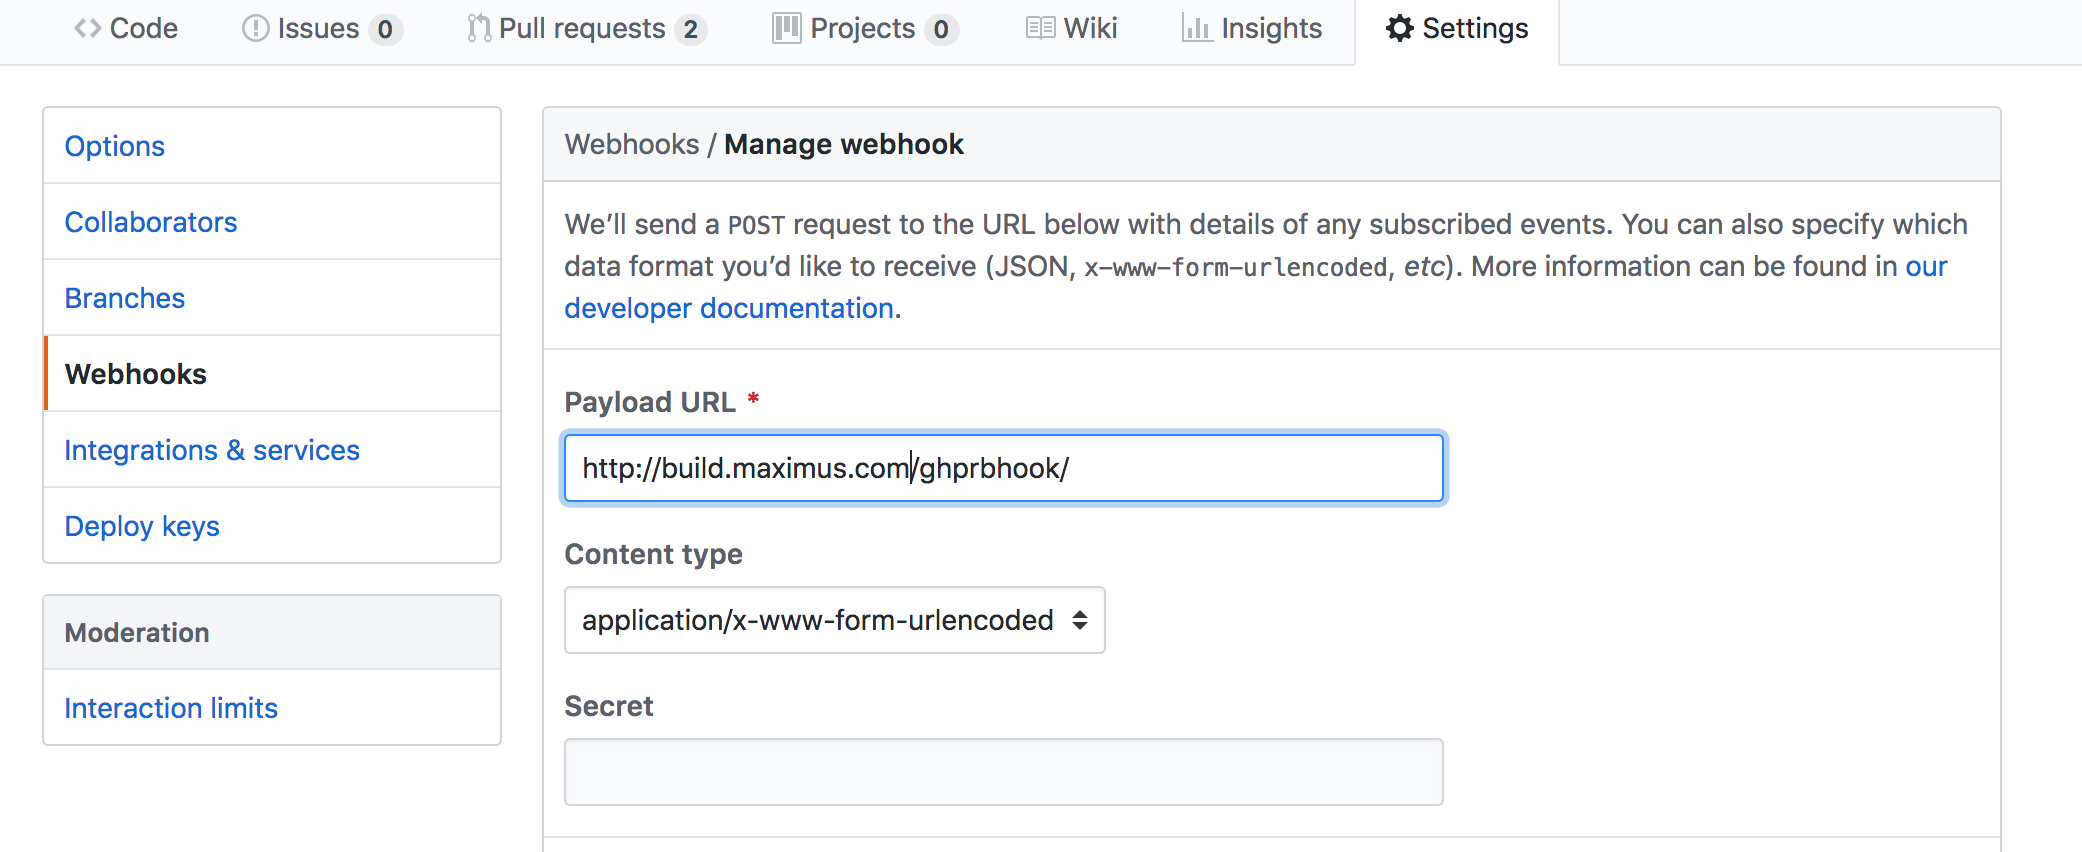 Code Issues 0 Pull requests 2 Projects 0 Wiki Insights Settings
Options
Collaborators
Branches
Webhooks
Integrations & services
Deploy keys
Moderation
Interaction limits
Webhooks / Manage webhook
We’ll send a POST request to the URL below with details of any subscribed events. You can also specify which
data format you’d like to receive (JSON, x-www-form-urlencoded, etc). More information can be found in our
developer documentation.
Payload URL *
http://build.maximus.com/ghprbhook/
Content type
application/x-www-form-urlencoded
Secret